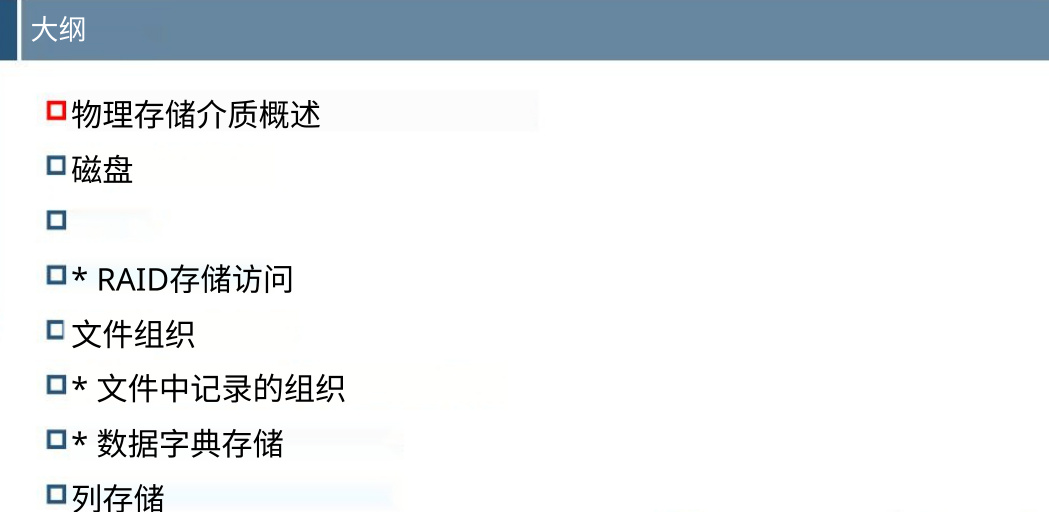 大纲
物理存储介质概述
磁盘
* RAID存储访问
文件组织
* 文件中记录的组织
* 数据字典存储
列存储